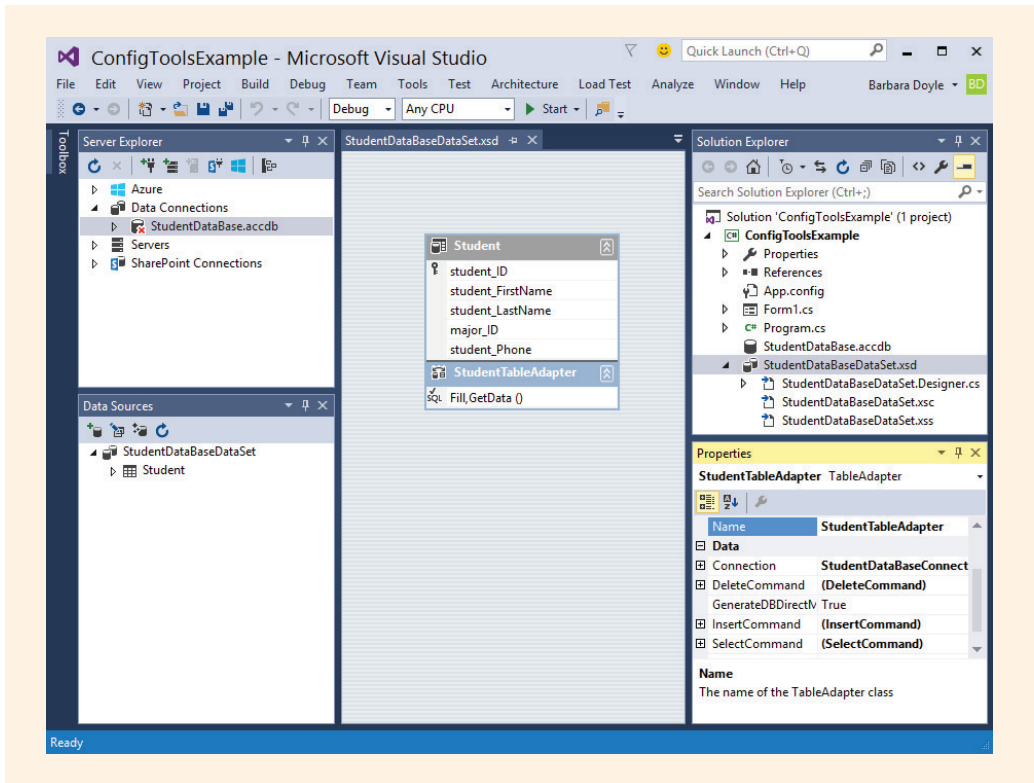 ConfigToolsExample - Microsoft Visual Studio
Quick Launch (Ctrl+Q)
File Edit View Project Build Debug Team Tools Test Architecture Load Test Analyze Window Help
Barbara Doyle BD
Debug Any CPU Start
Toolbox
Server Explorer
Azure
Data Connections
StudentDataBase.accdb
Servers
SharePoint Connections
Data Sources
StudentDataBaseDataSet
Student
StudentDataBaseDataSet.xsd
Student
student_ID
student_FirstName
student_LastName
major_ID
student_Phone
StudentTableAdapter
SQL Fill,GetData ()
Solution Explorer
Search Solution Explorer (Ctrl+;)
Solution 'ConfigToolsExample' (1 project)
C# ConfigToolsExample
Properties
References
App.config
Form1.cs
C# Program.cs
StudentDataBase.accdb
StudentDataBaseDataSet.xsd
StudentDataBaseDataSet.Designer.cs
StudentDataBaseDataSet.xsc
StudentDataBaseDataSet.xss
Properties
StudentTableAdapter TableAdapter
Name StudentTableAdapter
Data
Connection StudentDataBaseConnect
DeleteCommand (DeleteCommand)
GenerateDBDirectM True
InsertCommand (InsertCommand)
SelectCommand (SelectCommand)
Name
The name of the TableAdapter class
Ready